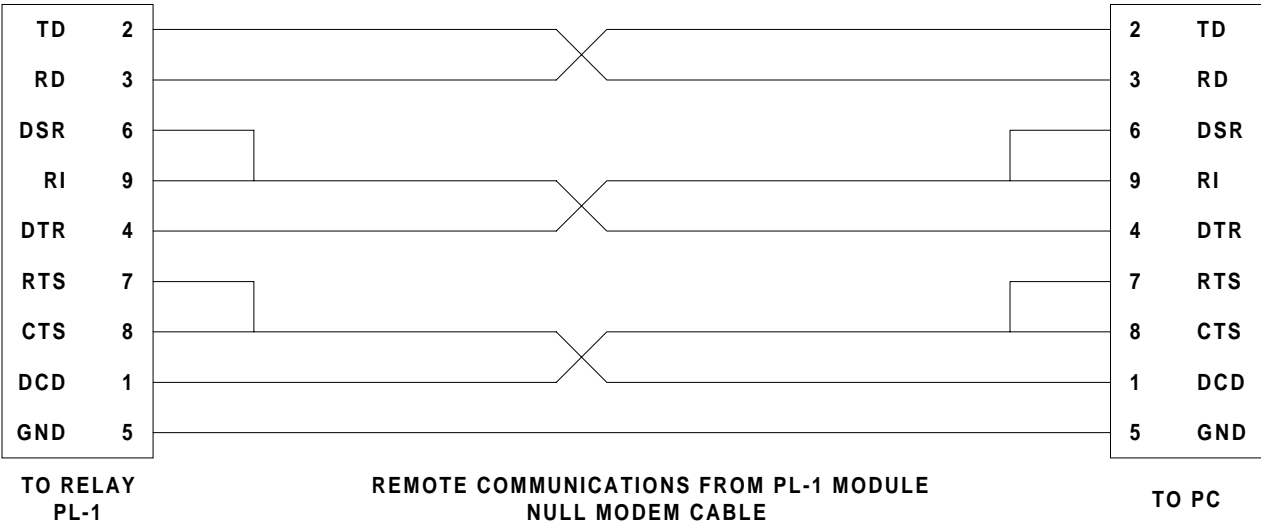 TD 2 2 TD
RD 3 3 RD
DSR 6 6 DSR
RI 9 9 RI
DTR 4 4 DTR
RTS 7 7 RTS
CTS 8 8 CTS
DCD 1 1 DCD
GND 5 5 GND
TO RELAY
PL-1
REMOTE COMMUNICATIONS FROM PL-1 MODULE
NULL MODEM CABLE
TO PC